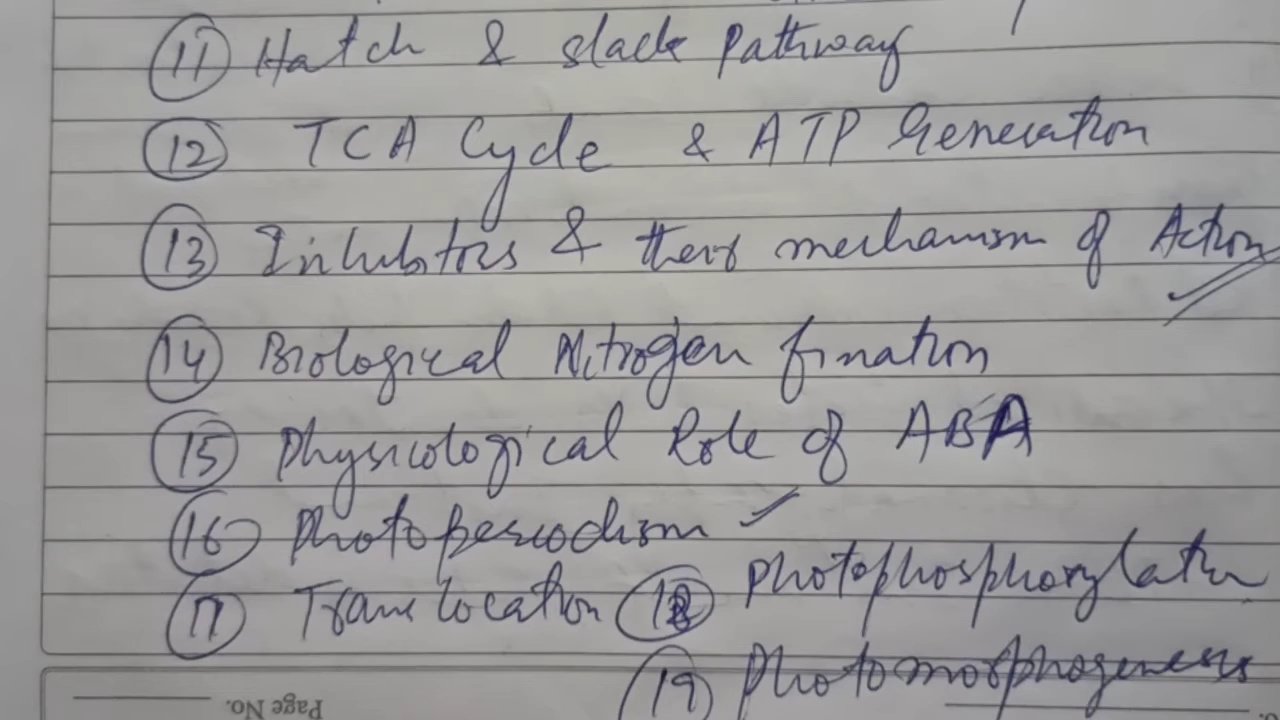 (11) Hatch & slack Pathway
(12) TCA Cycle & ATP Generation
(13) Inhibitors & their mechanism of Action
(14) Biological Nitrogen fination
(15) Physiological Role of ABA
(16) Photoperiodism
(17) Translocation (18) Photophosphorylation
(19) Photomorphogenesis
Page No.